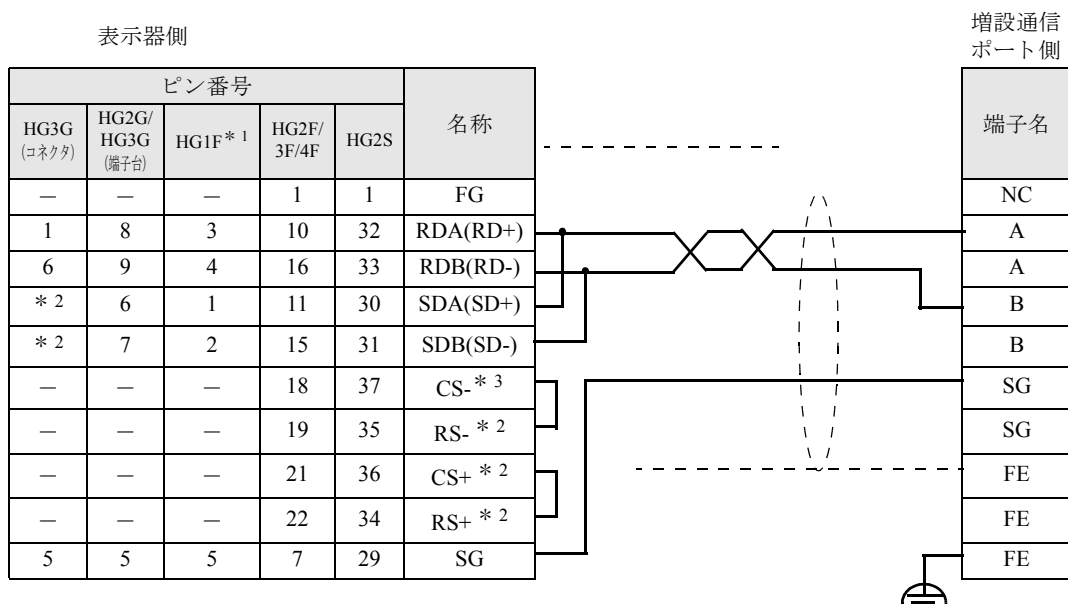 表示器側
増設通信
ポート側
ピン番号
名称
端子名
HG3G
(コネクタ)
HG2G/
HG3G
(端子台)
HG1F*1
HG2F/
3F/4F
HG2S
— — — 1 1 FG NC
1 8 3 10 32 RDA(RD+) A
6 9 4 16 33 RDB(RD-) A
*2 6 1 11 30 SDA(SD+) B
*2 7 2 15 31 SDB(SD-) B
— — — 18 37 CS-*3 SG
— — — 19 35 RS-*2 SG
— — — 21 36 CS+*2 FE
— — — 22 34 RS+*2 FE
5 5 5 7 29 SG FE